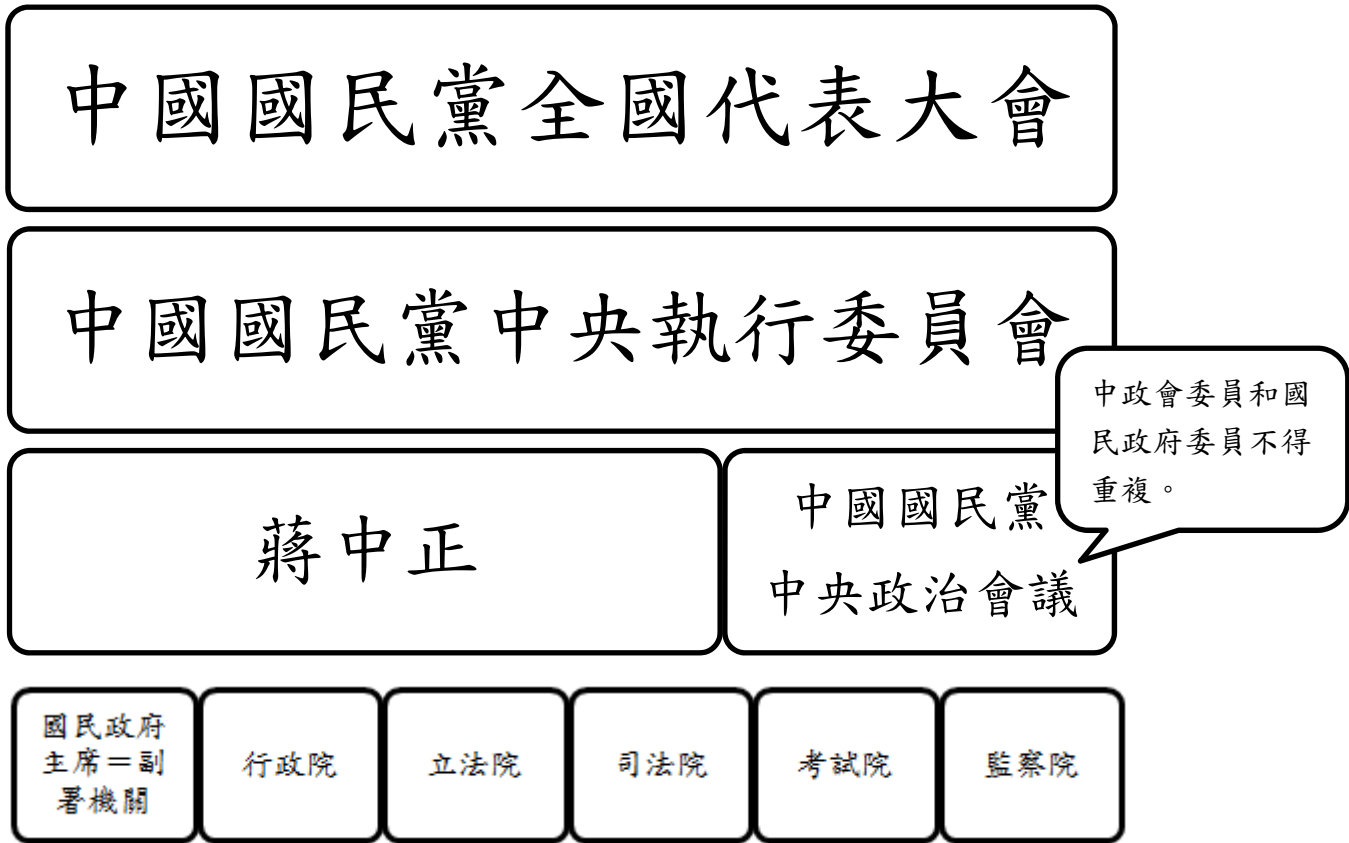 中國國民黨全國代表大會
中國國民黨中央執行委員會
中政會委員和國
民政府委員不得
重複。
蔣中正
中國國民黨
中央政治會議
國民政府
主席＝副
署機關
行政院
立法院
司法院
考試院
監察院